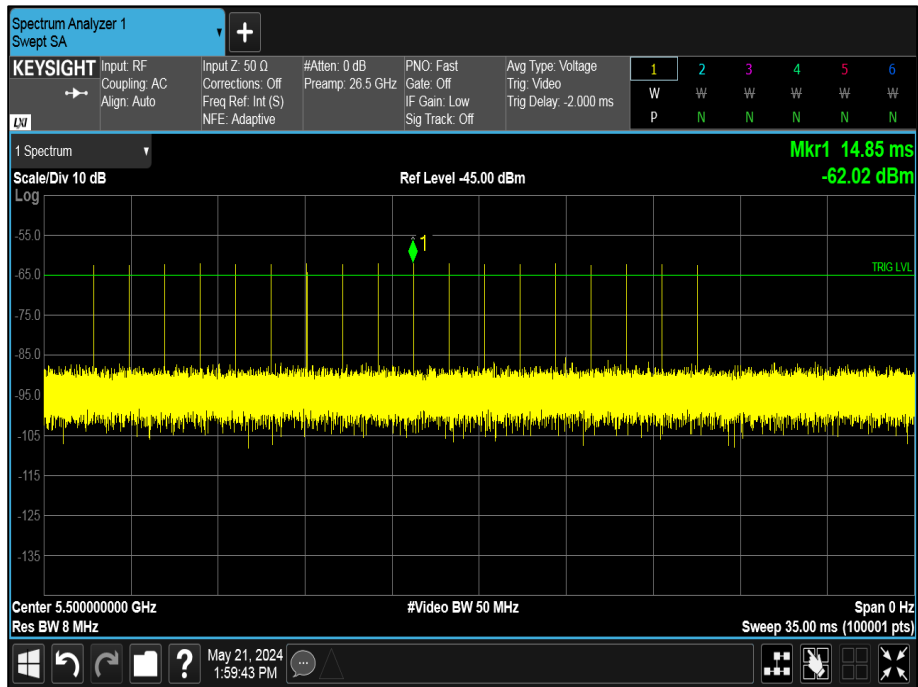 Spectrum Analyzer 1
Swept SA
+
KEYSIGHT
LXI
Input: RF
Coupling: AC
Align: Auto
Input Z: 50 Ω
Corrections: Off
Freq Ref: Int (S)
NFE: Adaptive
#Atten: 0 dB
Preamp: 26.5 GHz
PNO: Fast
Gate: Off
IF Gain: Low
Sig Track: Off
Avg Type: Voltage
Trig: Video
Trig Delay: -2.000 ms
1 2 3 4 5 6
W W W W W W
P N N N N N
1 Spectrum
Mkr1 14.85 ms
Scale/Div 10 dB Ref Level -45.00 dBm -62.02 dBm
Log
-55.0
1
-65.0
TRIG LVL
-75.0
-85.0
-95.0
-105
-115
-125
-135
Center 5.500000000 GHz #Video BW 50 MHz Span 0 Hz
Res BW 8 MHz Sweep 35.00 ms (100001 pts)
?
May 21, 2024
1:59:43 PM